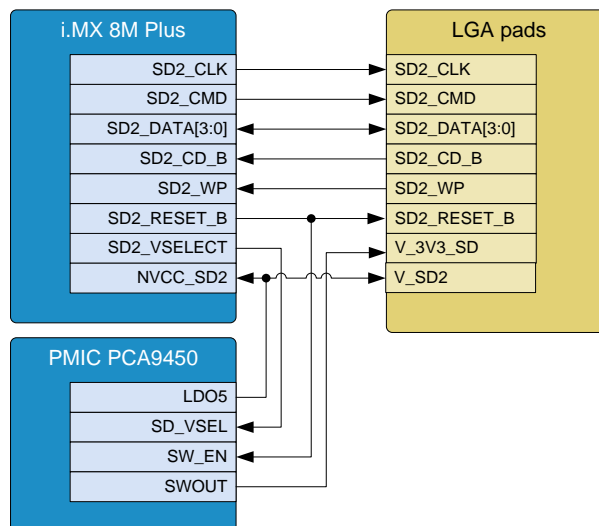 i.MX 8M Plus
SD2_CLK
SD2_CMD
SD2_DATA[3:0]
SD2_CD_B
SD2_WP
SD2_RESET_B
SD2_VSELECT
NVCC_SD2
LGA pads
SD2_CLK
SD2_CMD
SD2_DATA[3:0]
SD2_CD_B
SD2_WP
SD2_RESET_B
V_3V3_SD
V_SD2
PMIC PCA9450
LDO5
SD_VSEL
SW_EN
SWOUT